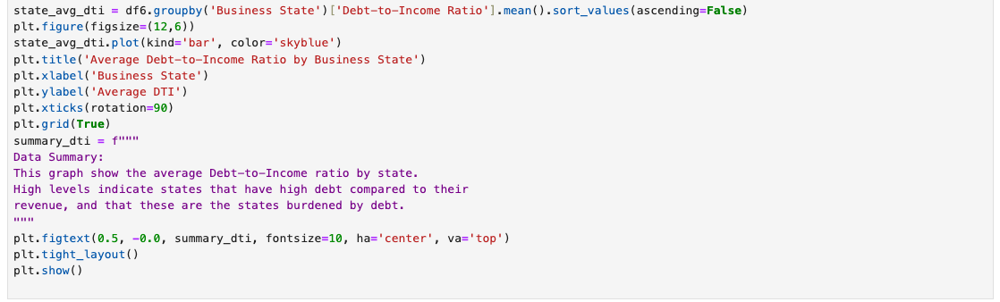 state_avg_dti = df6.groupby('Business State')['Debt-to-Income Ratio'].mean().sort_values(ascending=False)
plt.figure(figsize=(12,6))
state_avg_dti.plot(kind='bar', color='skyblue')
plt.title('Average Debt-to-Income Ratio by Business State')
plt.xlabel('Business State')
plt.ylabel('Average DTI')
plt.xticks(rotation=90)
plt.grid(True)
summary_dti = f"""
Data Summary:
This graph show the average Debt-to-Income ratio by state.
High levels indicate states that have high debt compared to their
revenue, and that these are the states burdened by debt.
"""
plt.figtext(0.5, -0.0, summary_dti, fontsize=10, ha='center', va='top')
plt.tight_layout()
plt.show()